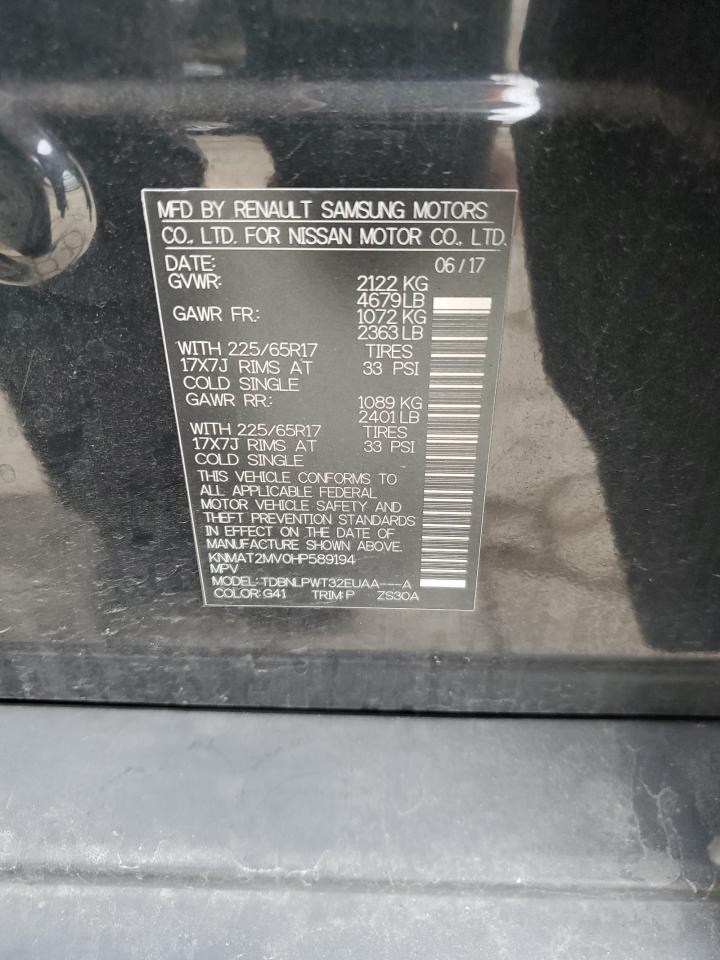 MFD BY RENAULT SAMSUNG MOTORS
CO., LTD. FOR NISSAN MOTOR CO., LTD.
DATE: 06/17
GVWR: 2122 KG
4679LB
GAWR FR.: 1072 KG
2363 LB
WITH 225/65R17 TIRES
17X7J RIMS AT 33 PSI
COLD SINGLE
GAWR RR.: 1089 KG
2401 LB
WITH 225/65R17 TIRES
17X7J RIMS AT 33 PSI
COLD SINGLE
THIS VEHICLE CONFORMS TO
ALL APPLICABLE FEDERAL
MOTOR VEHICLE SAFETY AND
THEFT PREVENTION STANDARDS
IN EFFECT ON THE DATE OF
MANUFACTURE SHOWN ABOVE.
KNMAT2MV0HP589194
MPV
MODEL: TDBNLPWT32EUAA---A
COLOR: G41 TRIM: P ZS30A